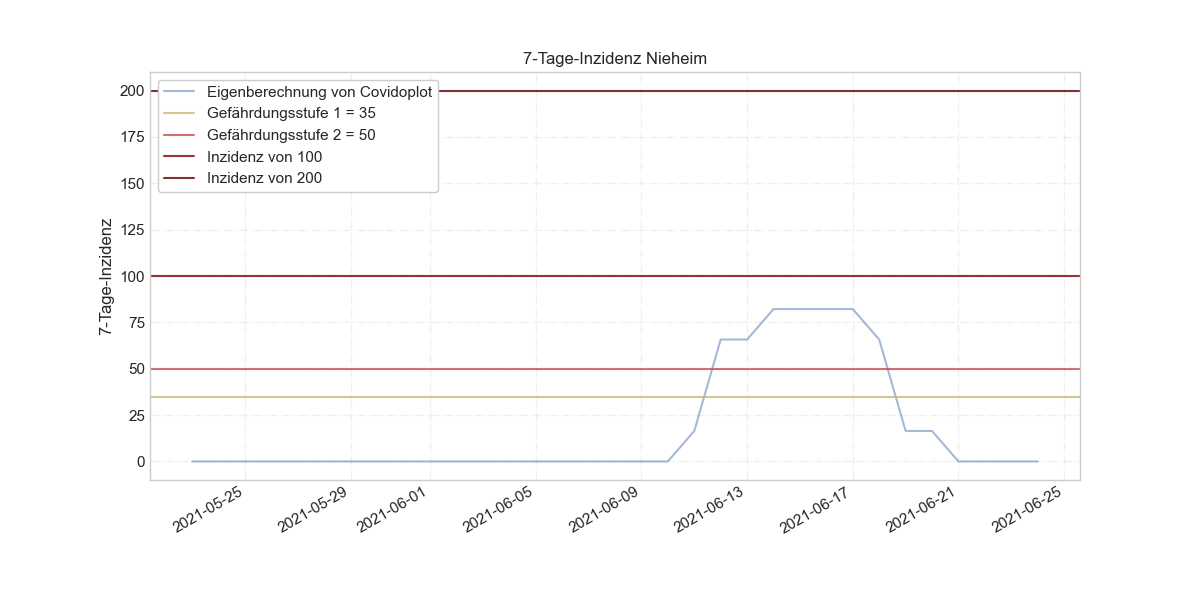 7-Tage-Inzidenz Nieheim
Eigenberechnung von Covidoplot
Gefährdungsstufe 1 = 35
Gefährdungsstufe 2 = 50
Inzidenz von 100
Inzidenz von 200
7-Tage-Inzidenz
200
175
150
125
100
75
50
25
0
2021-05-25
2021-05-29
2021-06-01
2021-06-05
2021-06-09
2021-06-13
2021-06-17
2021-06-21
2021-06-25